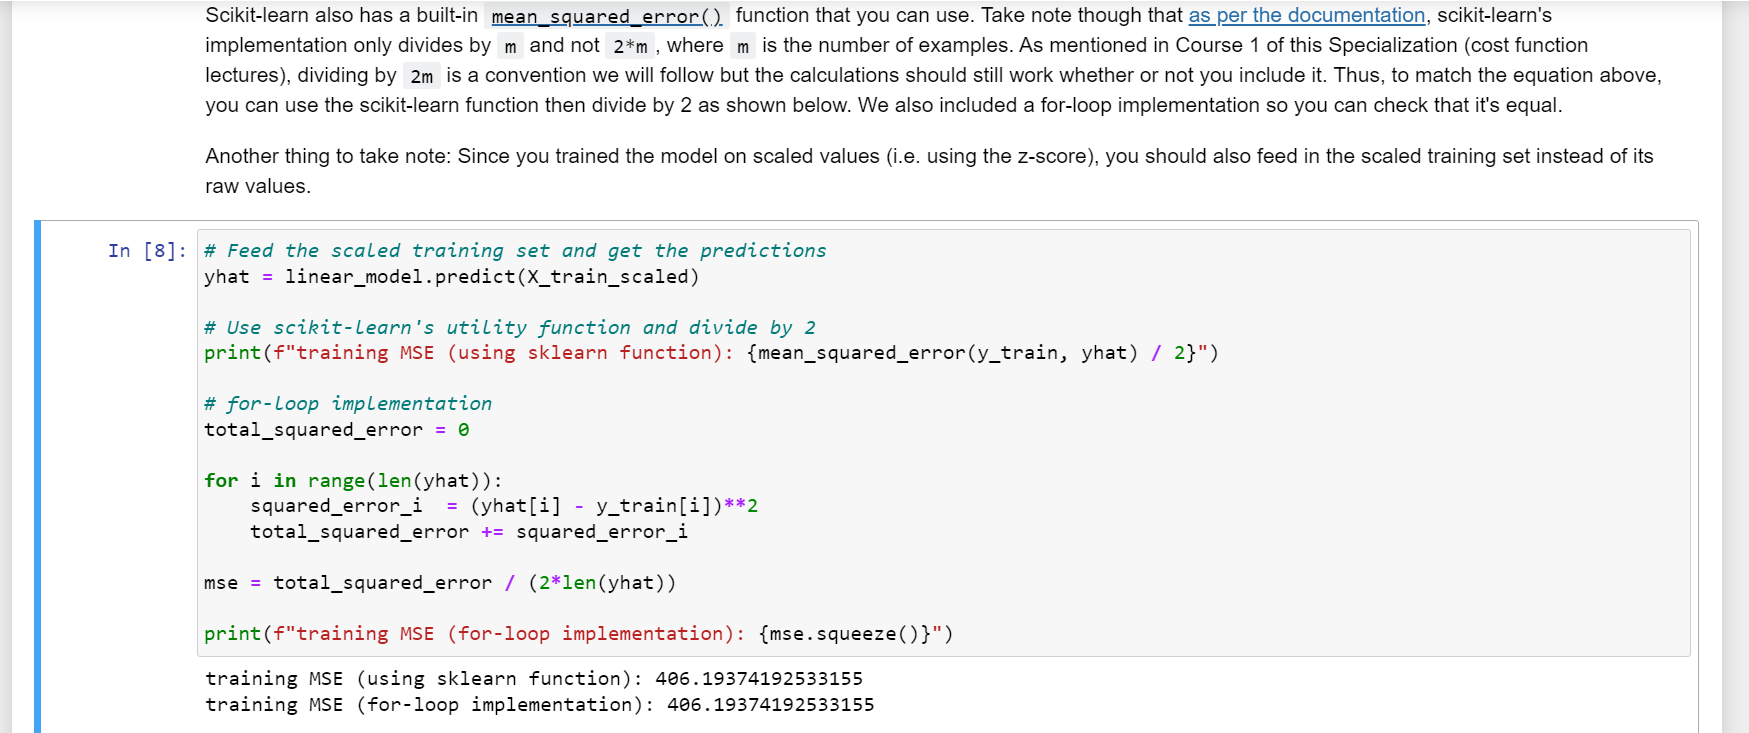 Scikit-learn also has a built-in mean_squared_error() function that you can use. Take note though that as per the documentation, scikit-learn's
implementation only divides by m and not 2*m, where m is the number of examples. As mentioned in Course 1 of this Specialization (cost function
lectures), dividing by 2m is a convention we will follow but the calculations should still work whether or not you include it. Thus, to match the equation above,
you can use the scikit-learn function then divide by 2 as shown below. We also included a for-loop implementation so you can check that it's equal.
Another thing to take note: Since you trained the model on scaled values (i.e. using the z-score), you should also feed in the scaled training set instead of its
raw values.
In [8]: # Feed the scaled training set and get the predictions
yhat = linear_model.predict(X_train_scaled)
# Use scikit-learn's utility function and divide by 2
print(f"training MSE (using sklearn function): {mean_squared_error(y_train, yhat) / 2}")
# for-loop implementation
total_squared_error = 0
for i in range(len(yhat)):
    squared_error_i  = (yhat[i] - y_train[i])**2
    total_squared_error += squared_error_i
mse = total_squared_error / (2*len(yhat))
print(f"training MSE (for-loop implementation): {mse.squeeze()}")
training MSE (using sklearn function): 406.19374192533155
training MSE (for-loop implementation): 406.19374192533155